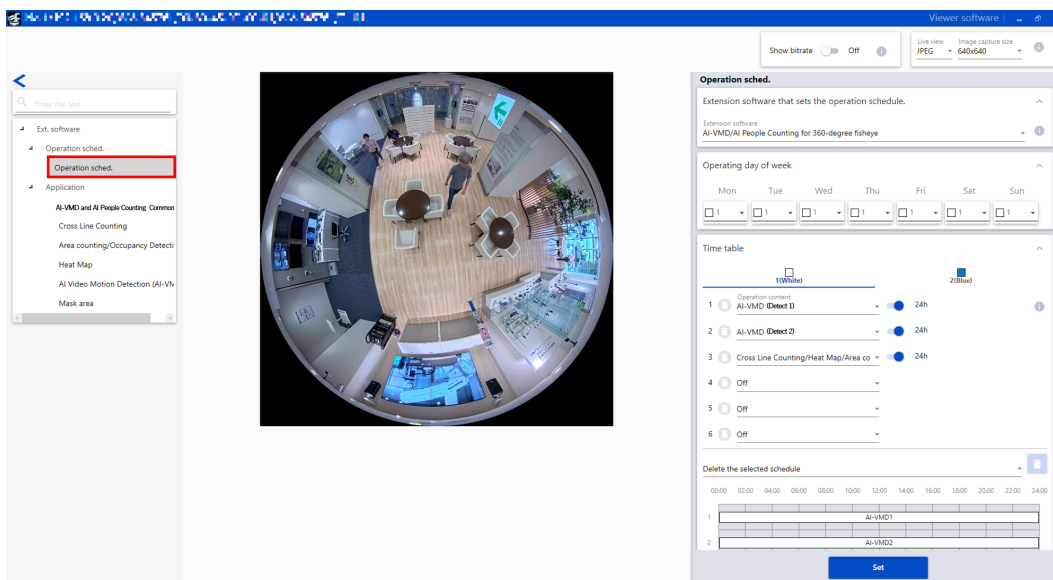 Viewer software
Show bitrate Off
Live view
JPEG
Image capture size
640x640
Enter the text.
Ext. software
Operation sched.
Operation sched.
Application
AI-VMD and AI People Counting Common
Cross Line Counting
Area counting/Occupancy Detecti
Heat Map
AI Video Motion Detection (AI-VM
Mask area
Operation sched.
Extension software that sets the operation schedule.
Extension software
AI-VMD/AI People Counting for 360-degree fisheye
Operating day of week
Mon Tue Wed Thu Fri Sat Sun
1 1 1 1 1 1 1
Time table
1(White) 2(Blue)
Operation content
1 AI-VMD (Detect 1) 24h
2 AI-VMD (Detect 2) 24h
3 Cross Line Counting/Heat Map/Area co 24h
4 Off
5 Off
6 Off
Delete the selected schedule
00:00 02:00 04:00 06:00 08:00 10:00 12:00 14:00 16:00 18:00 20:00 22:00 24:00
1 AI-VMD1
2 AI-VMD2
Set